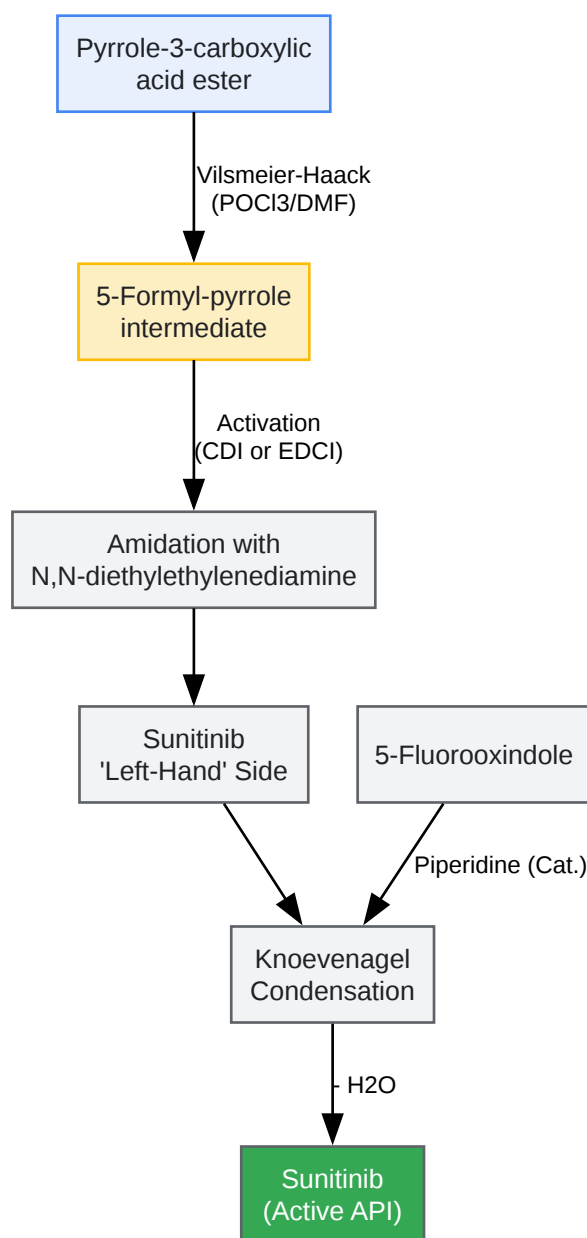 Pyrrole-3-carboxylic
acid ester
Vilsmeier-Haack
(POCl3/DMF)
5-Formyl-pyrrole
intermediate
Activation
(CDI or EDCI)
Amidation with
N,N-diethylethylenediamine
Sunitinib
'Left-Hand' Side
5-Fluorooxindole
Piperidine (Cat.)
Knoevenagel
Condensation
- H2O
Sunitinib
(Active API)